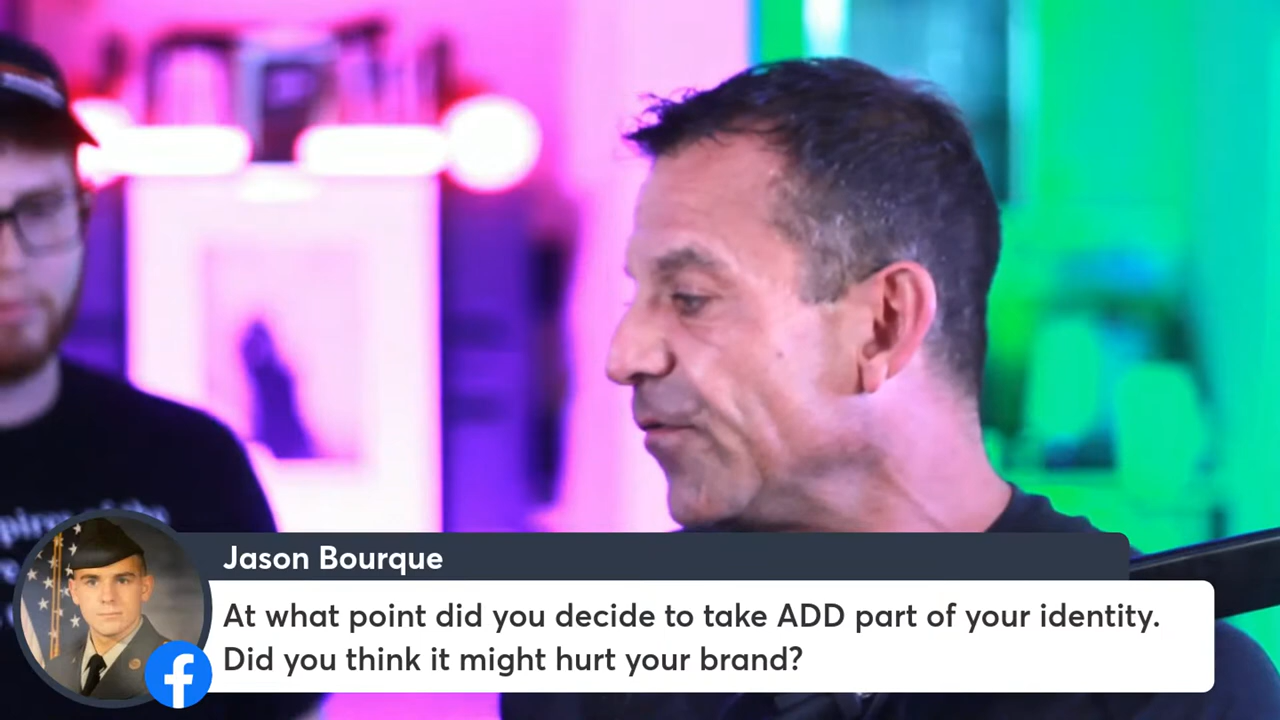 Jason Bourque
At what point did you decide to take ADD part of your identity.
Did you think it might hurt your brand?